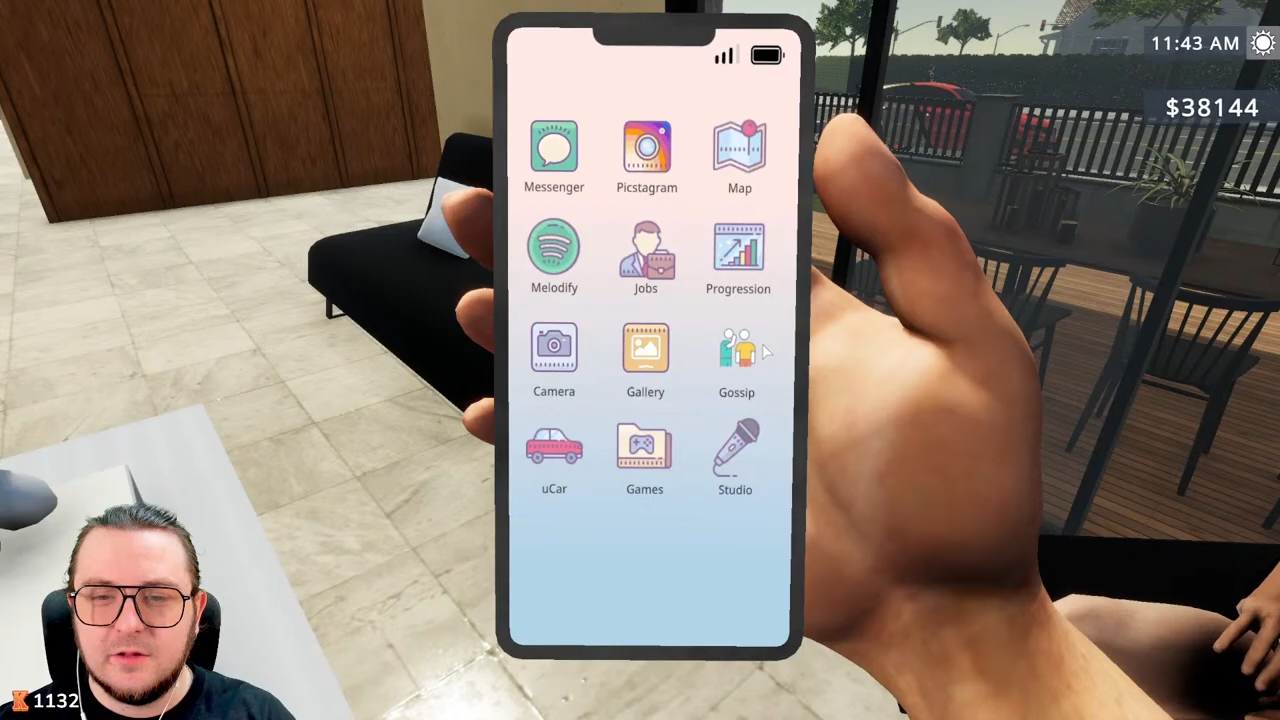 11:43 AM
$38144
Messenger Picstagram Map
Melodify Jobs Progression
Camera Gallery Gossip
uCar Games Studio
K 1132